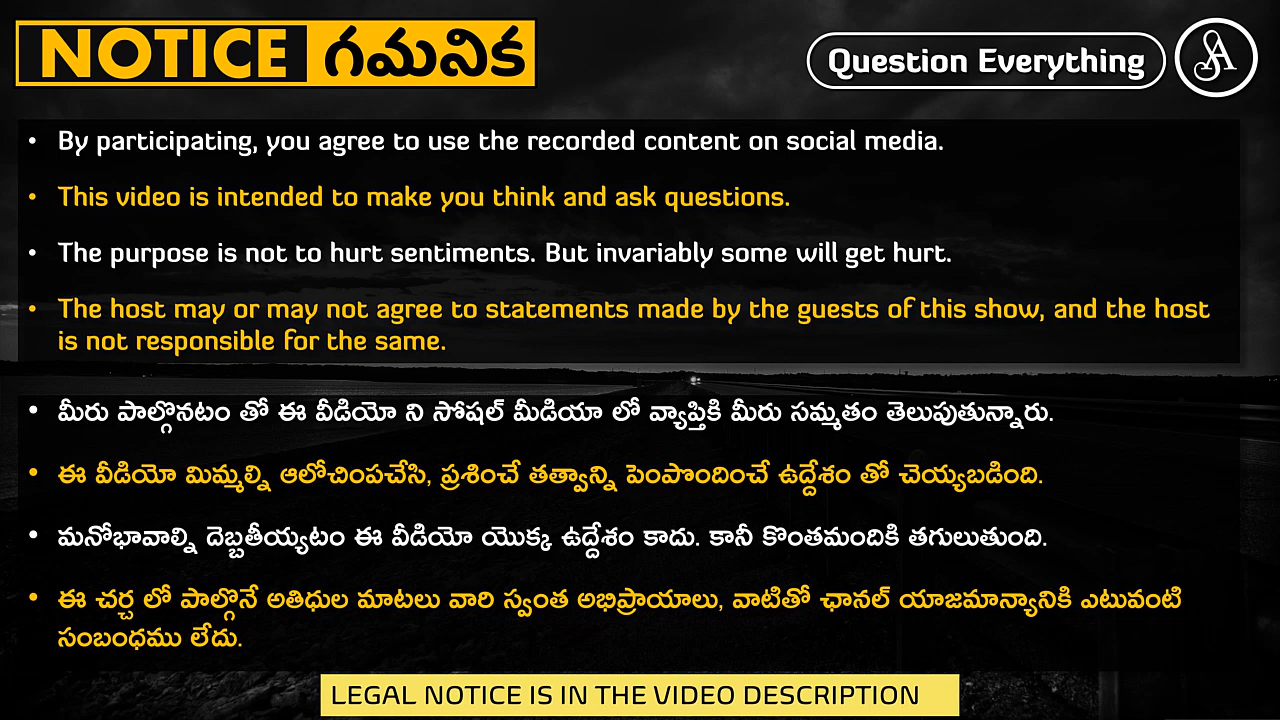 NOTICE గమనిక
Question Everything
• By participating, you agree to use the recorded content on social media.
• This video is intended to make you think and ask questions.
• The purpose is not to hurt sentiments. But invariably some will get hurt.
• The host may or may not agree to statements made by the guests of this show, and the host
is not responsible for the same.
• మీరు పాల్గొనటం తో ఈ వీడియో ని సోషల్ మీడియా లో వ్యాప్తికి మీరు సమ్మతం తెలుపుతున్నారు.
• ఈ వీడియో మిమ్మల్ని ఆలోచింపచేసి, ప్రశించే తత్వాన్ని పెంపొందించే ఉద్దేశం తో చెయ్యబడింది.
• మనోభావాల్ని దెబ్బతీయ్యటం ఈ వీడియో యొక్క ఉద్దేశం కాదు. కానీ కొంతమందికి తగులుతుంది.
• ఈ చర్చ లో పాల్గొనే అతిధుల మాటలు వారి స్వంత అభిప్రాయాలు, వాటితో ఛానల్ యాజమాన్యానికి ఎటువంటి
సంబంధము లేదు.
LEGAL NOTICE IS IN THE VIDEO DESCRIPTION